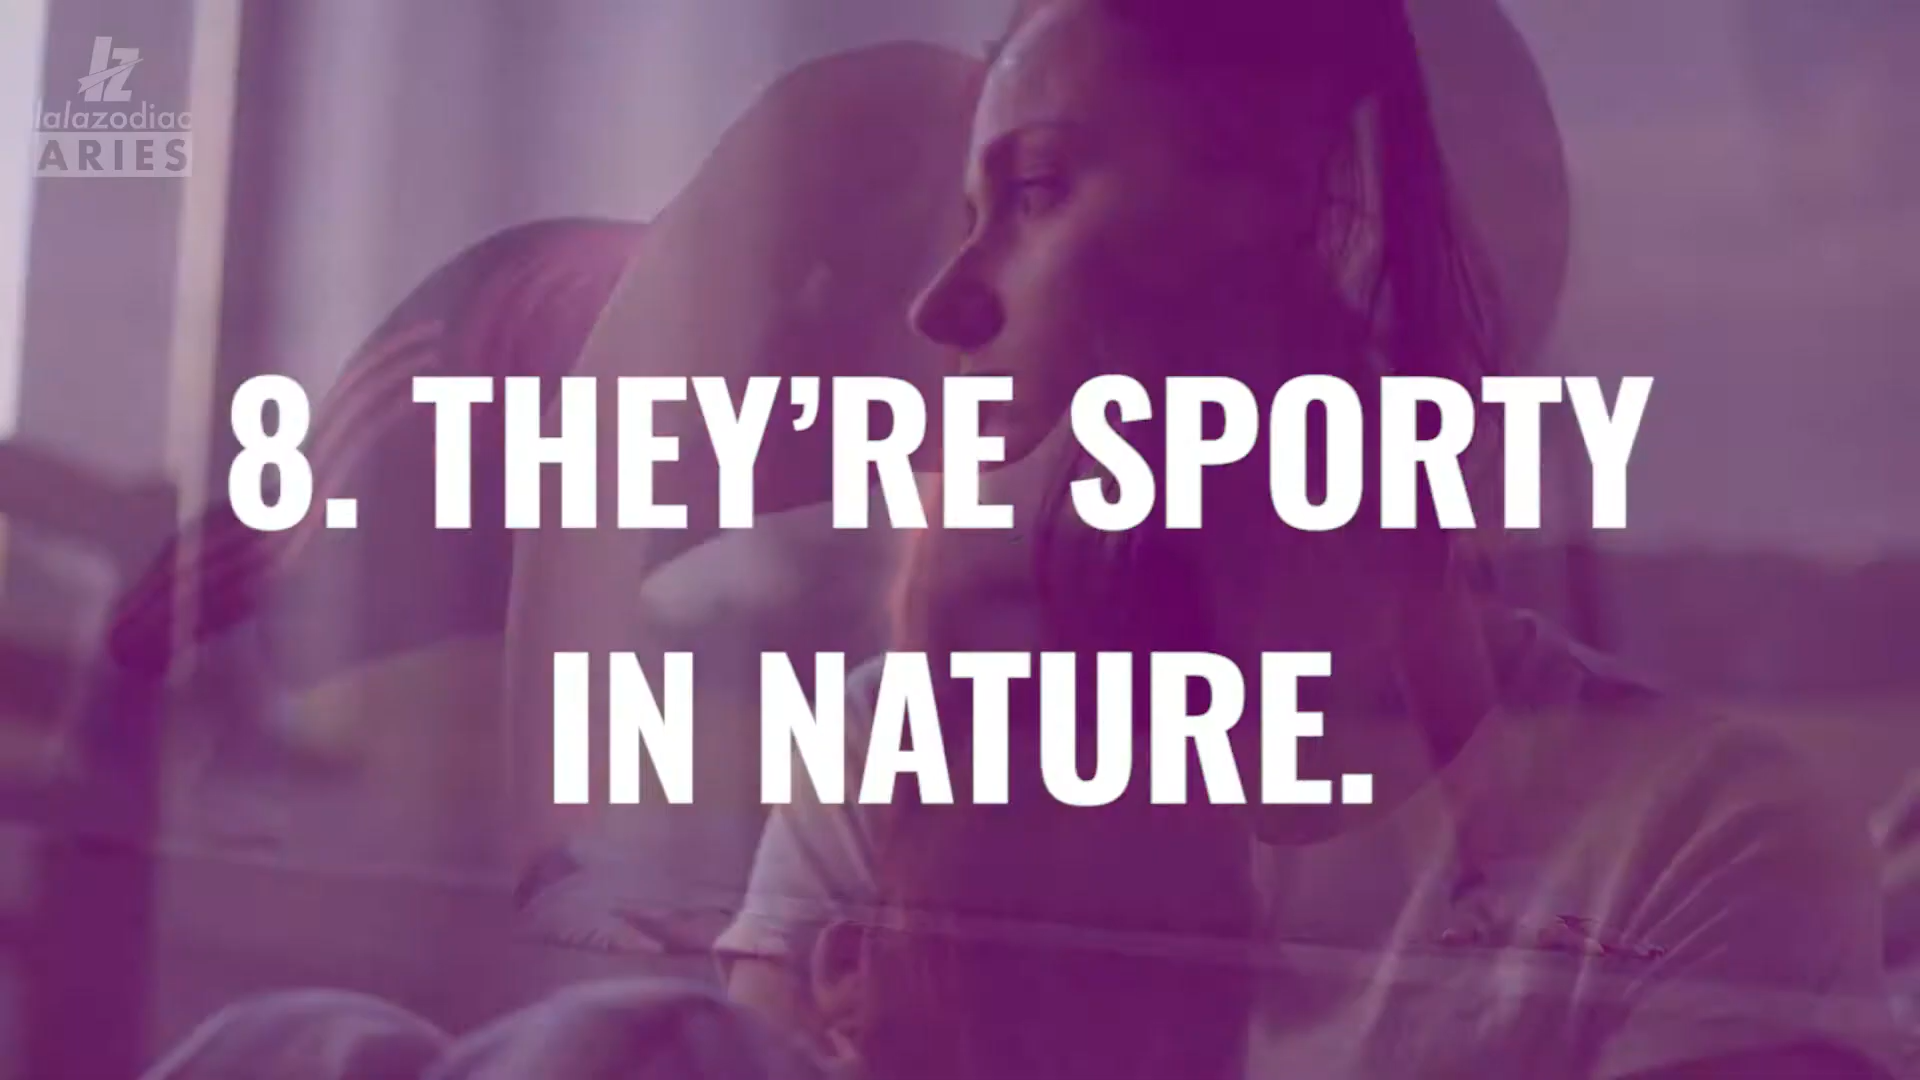 lalazodiac
ARIES
8. THEY’RE SPORTY
IN NATURE.